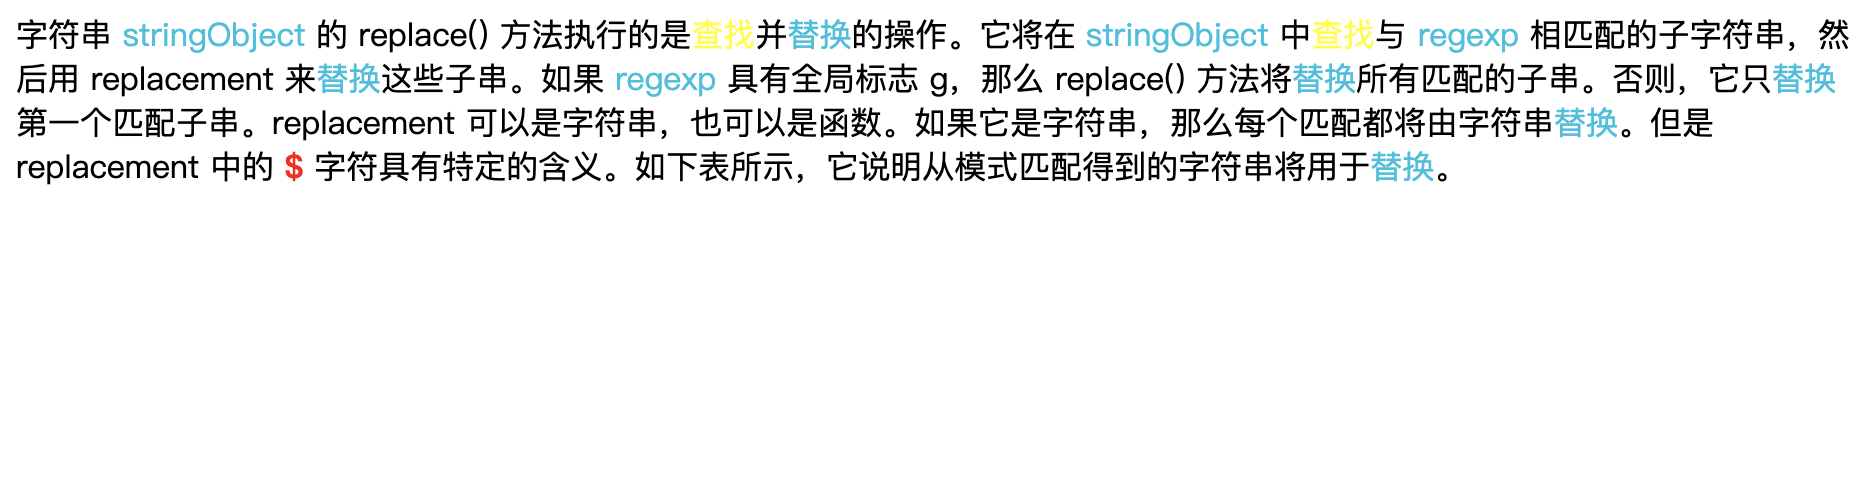 字符串 stringObject 的 replace() 方法执行的是查找并替换的操作。它将在 stringObject 中查找与 regexp 相匹配的子字符串，然
后用 replacement 来替换这些子串。如果 regexp 具有全局标志 g，那么 replace() 方法将替换所有匹配的子串。否则，它只替换
第一个匹配子串。replacement 可以是字符串，也可以是函数。如果它是字符串，那么每个匹配都将由字符串替换。但是
replacement 中的 $ 字符具有特定的含义。如下表所示，它说明从模式匹配得到的字符串将用于替换。